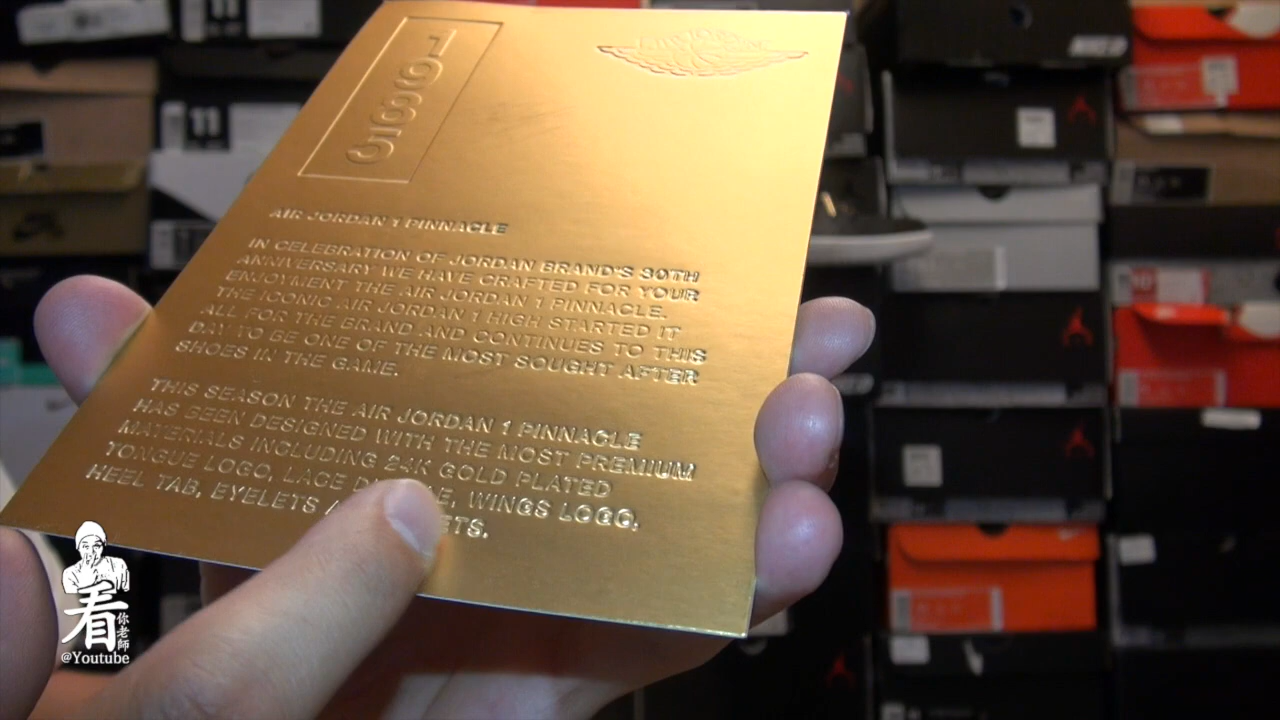 1985
AIR JORDAN 1 PINNACLE
IN CELEBRATION OF JORDAN BRAND'S 30TH
ANNIVERSARY WE HAVE CRAFTED FOR YOUR
ENJOYMENT THE AIR JORDAN 1 PINNACLE.
THE ICONIC AIR JORDAN 1 HIGH STARTED IT
ALL FOR THE BRAND AND CONTINUES TO THIS
DAY TO BE ONE OF THE MOST SOUGHT AFTER
SHOES IN THE GAME.
THIS SEASON THE AIR JORDAN 1 PINNACLE
HAS BEEN DESIGNED WITH THE MOST PREMIUM
MATERIALS INCLUDING 24K GOLD PLATED
TONGUE LOGO, LACE WINGS LOGO,
HEEL TAB, EYELETS
看
你老師
@Youtube
11
11